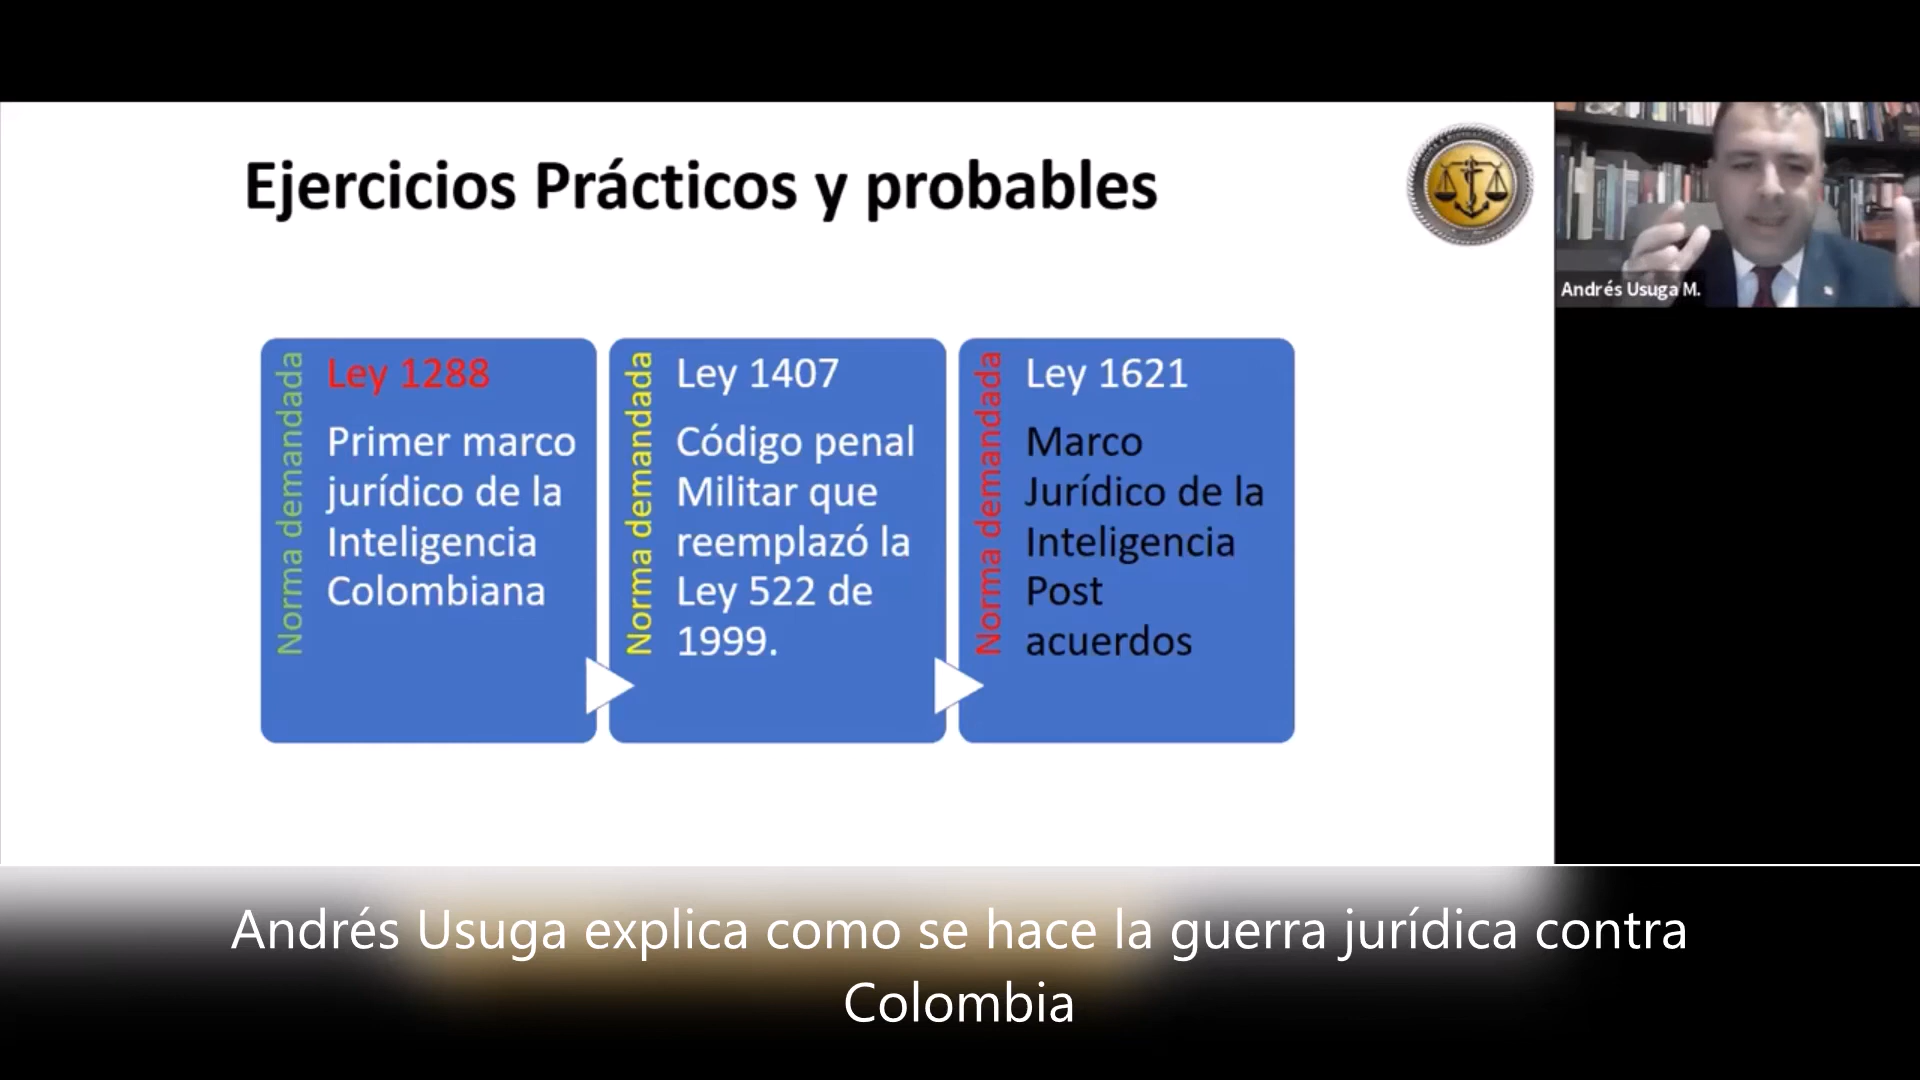 Ejercicios Prácticos y probables
Andrés Usuga M.
Norma demandada
Ley 1288
Primer marco
jurídico de la
Inteligencia
Colombiana
Norma demandada
Ley 1407
Código penal
Militar que
reemplazó la
Ley 522 de
1999.
Norma demandada
Ley 1621
Marco
Jurídico de la
Inteligencia
Post
acuerdos
Andrés Usuga explica como se hace la guerra jurídica contra
Colombia